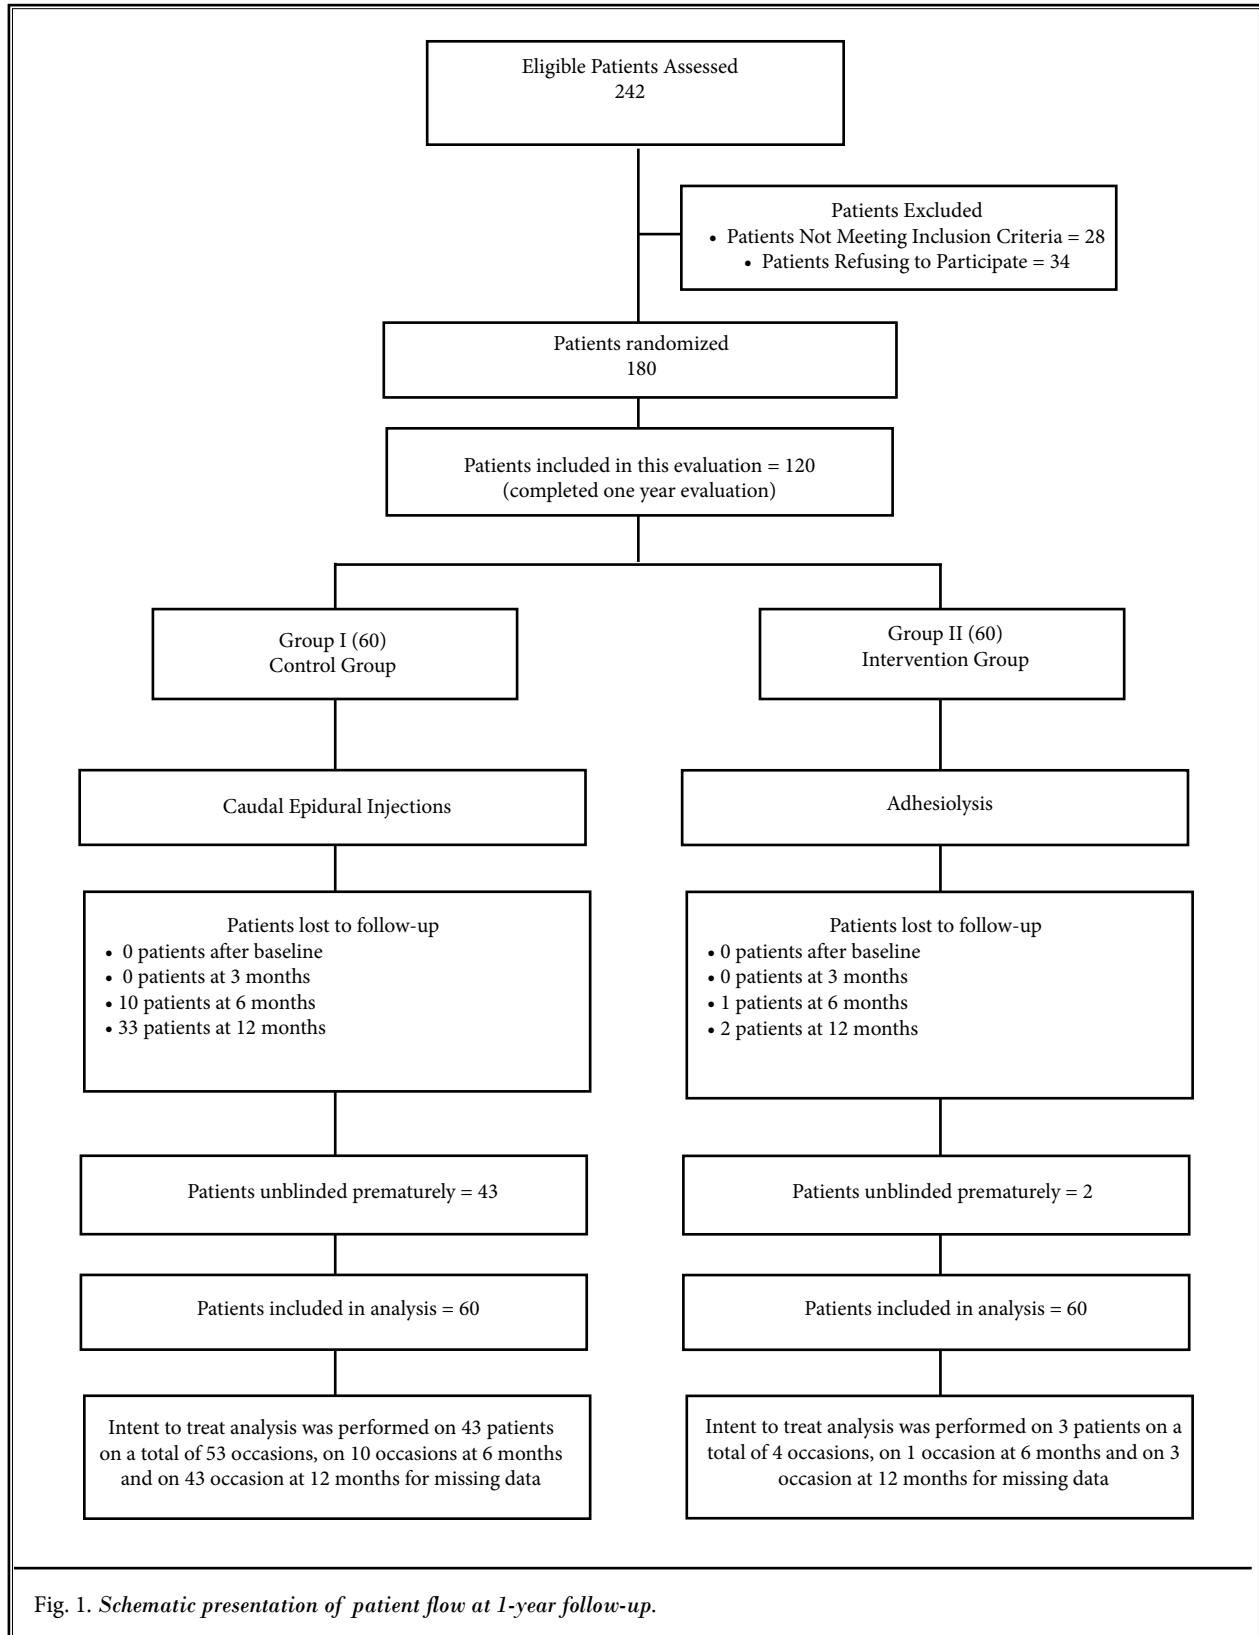 Eligible Patients Assessed
242
Patients Excluded
• Patients Not Meeting Inclusion Criteria = 28
• Patients Refusing to Participate = 34
Patients randomized
180
Patients included in this evaluation = 120
(completed one year evaluation)
Group I (60)
Control Group
Group II (60)
Intervention Group
Caudal Epidural Injections
Adhesiolysis
Patients lost to follow-up
• 0 patients after baseline
• 0 patients at 3 months
• 10 patients at 6 months
• 33 patients at 12 months
Patients lost to follow-up
• 0 patients after baseline
• 0 patients at 3 months
• 1 patients at 6 months
• 2 patients at 12 months
Patients unblinded prematurely = 43
Patients unblinded prematurely = 2
Patients included in analysis = 60
Patients included in analysis = 60
Intent to treat analysis was performed on 43 patients
on a total of 53 occasions, on 10 occasions at 6 months
and on 43 occasion at 12 months for missing data
Intent to treat analysis was performed on 3 patients on a
total of 4 occasions, on 1 occasion at 6 months and on 3
occasion at 12 months for missing data
Fig. 1. Schematic presentation of patient flow at 1-year follow-up.